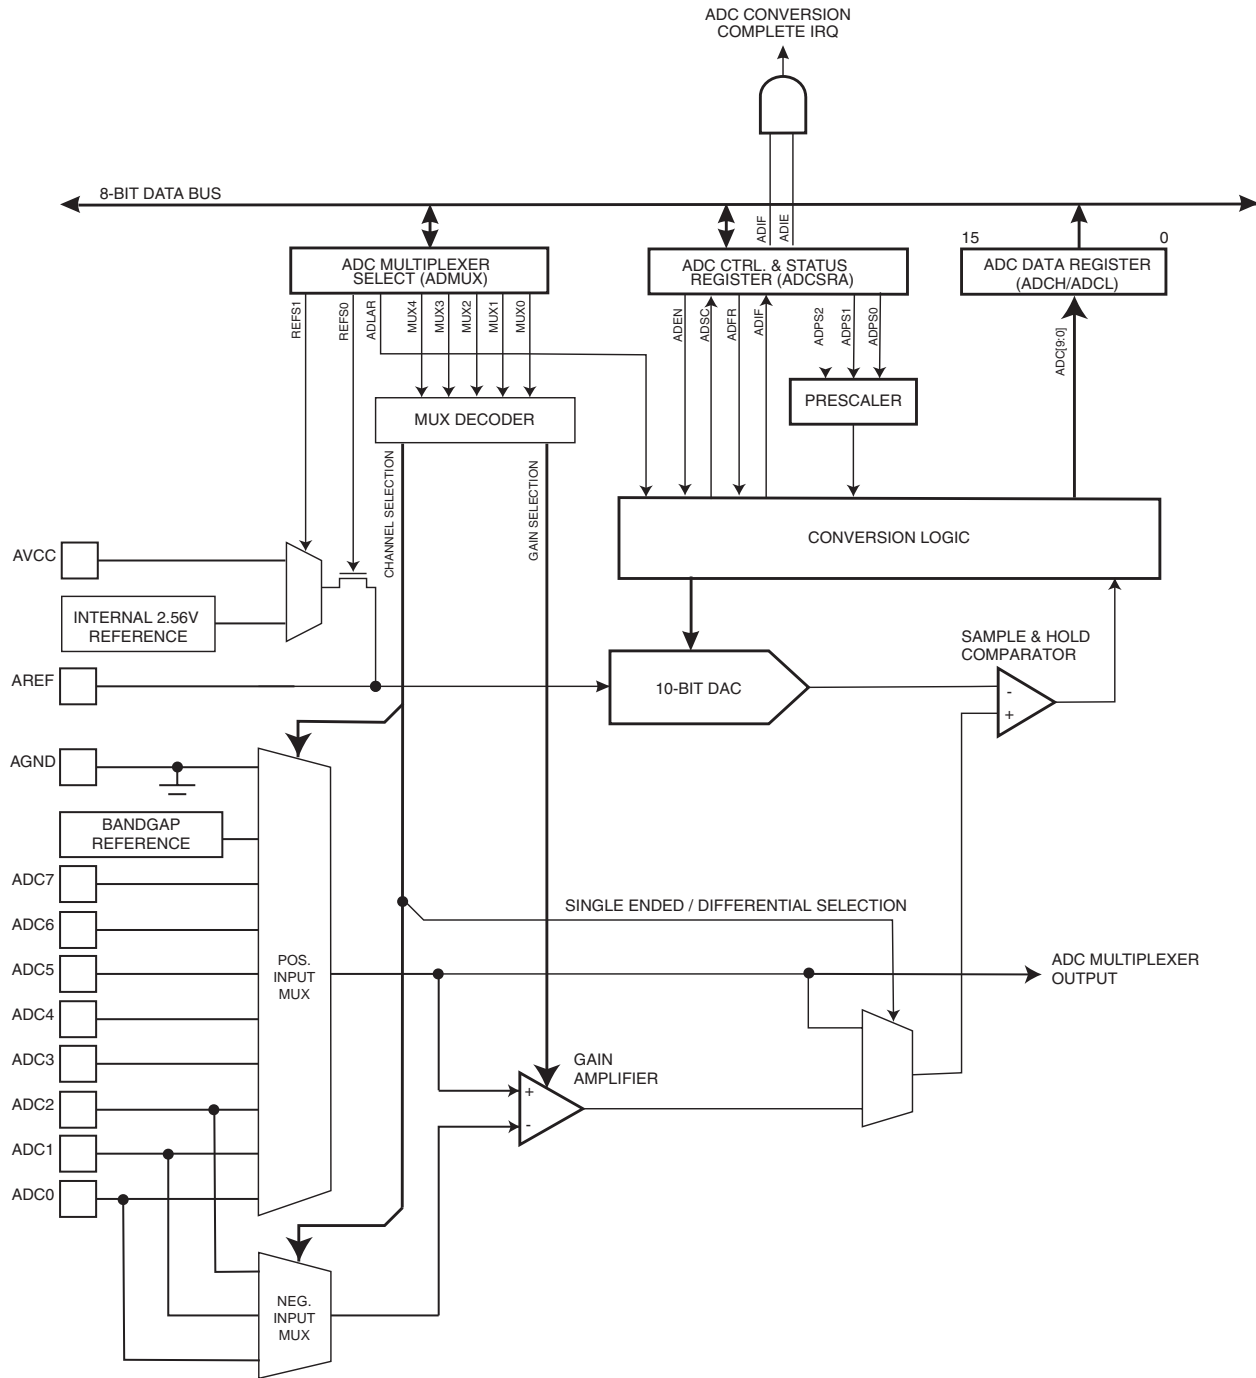 ADC CONVERSION
COMPLETE IRQ
8-BIT DATA BUS
ADIF
ADIE
15
0
ADC MULTIPLEXER
SELECT (ADMUX)
ADC CTRL. & STATUS
REGISTER (ADCSRA)
ADC DATA REGISTER
(ADCH/ADCL)
REFS1
REFS0
ADLAR
MUX4
MUX3
MUX2
MUX1
MUX0
ADEN
ADSC
ADFR
ADIF
ADPS2
ADPS1
ADPS0
ADC[9:0]
MUX DECODER
PRESCALER
CHANNEL SELECTION
GAIN SELECTION
CONVERSION LOGIC
AVCC
INTERNAL 2.56V
REFERENCE
SAMPLE & HOLD
COMPARATOR
AREF
10-BIT DAC
-
+
AGND
BANDGAP
REFERENCE
ADC7
SINGLE ENDED / DIFFERENTIAL SELECTION
ADC6
ADC5
POS.
INPUT
MUX
ADC MULTIPLEXER
OUTPUT
ADC4
ADC3
GAIN
AMPLIFIER
+
-
ADC2
ADC1
ADC0
NEG.
INPUT
MUX